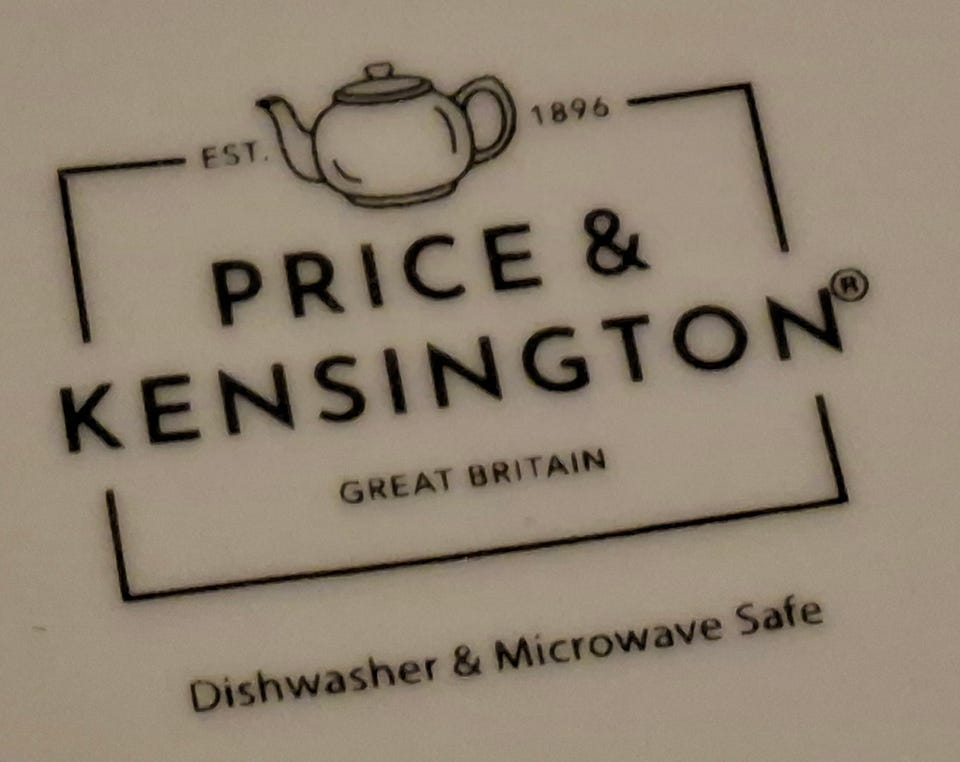 EST. 1896
PRICE &
KENSINGTON®
GREAT BRITAIN
Dishwasher & Microwave Safe